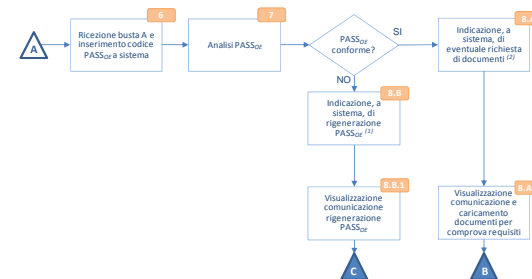 6
7
8.A
A
Ricezione busta A e
inserimento codice
PASSOE a sistema
Analisi PASSOE
PASSOE
conforme?
SI
Indicazione, a
sistema, di
eventuale richiesta
di documenti (2)
NO
8.B
Indicazione, a
sistema, di
rigenerazione
PASSOE (1)
8.B.1
Visualizzazione
comunicazione
rigenerazione
PASSOE
8.A
Visualizzazione
comunicazione e
caricamento
documenti per
comprova requisiti
C
B